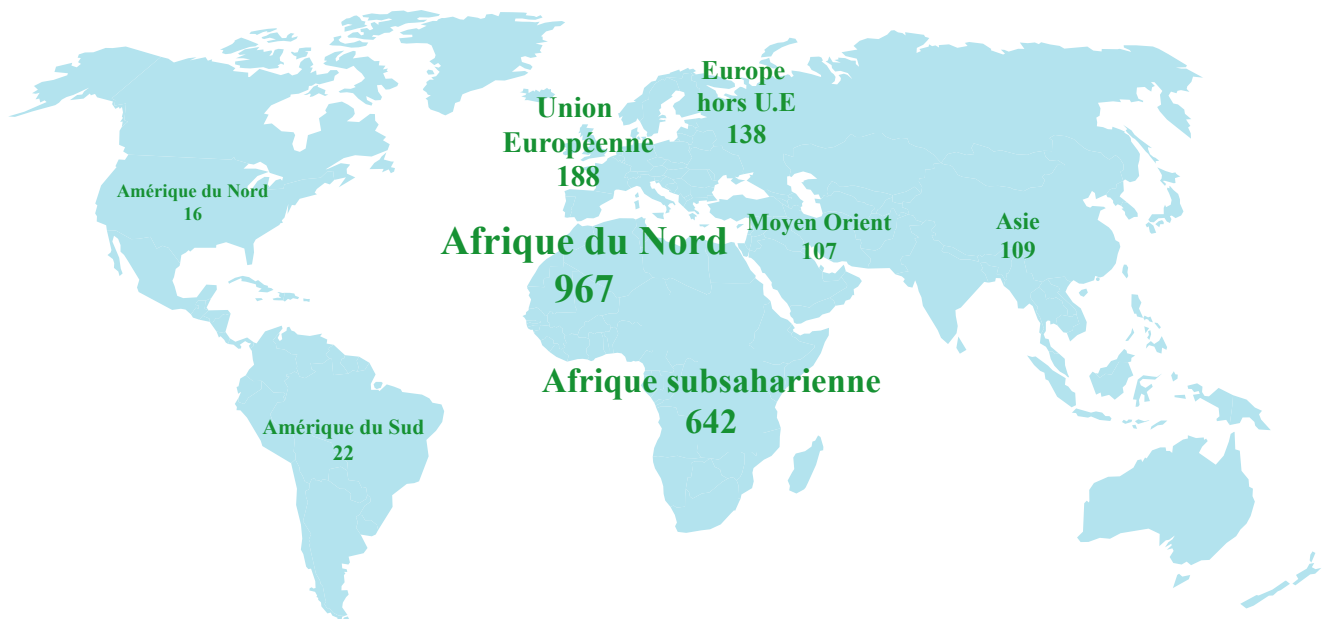 Europe
hors U.E
138
Union
Européenne
188
Amérique du Nord
16
Moyen Orient
107
Asie
109
Afrique du Nord
967
Afrique subsaharienne
642
Amérique du Sud
22